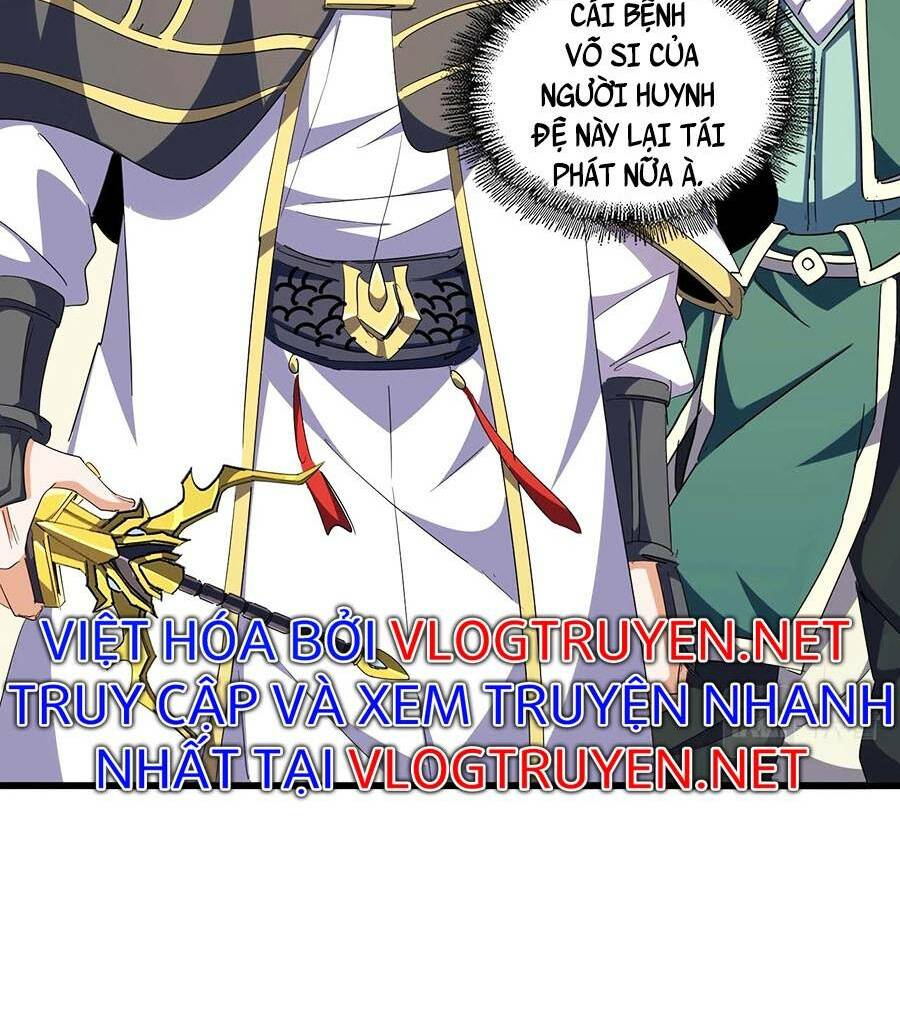 CÁI BỆNH
VÕ SI CỦA
NGƯỜI HUYNH
ĐỆ NÀY LẠI TÁI
PHÁT NỮA À.
VIỆT HÓA BỞI VLOGTRUYEN.NET
TRUY CẬP VÀ XEM TRUYỆN NHANH
NHẤT TẠI VLOGTRUYEN.NET